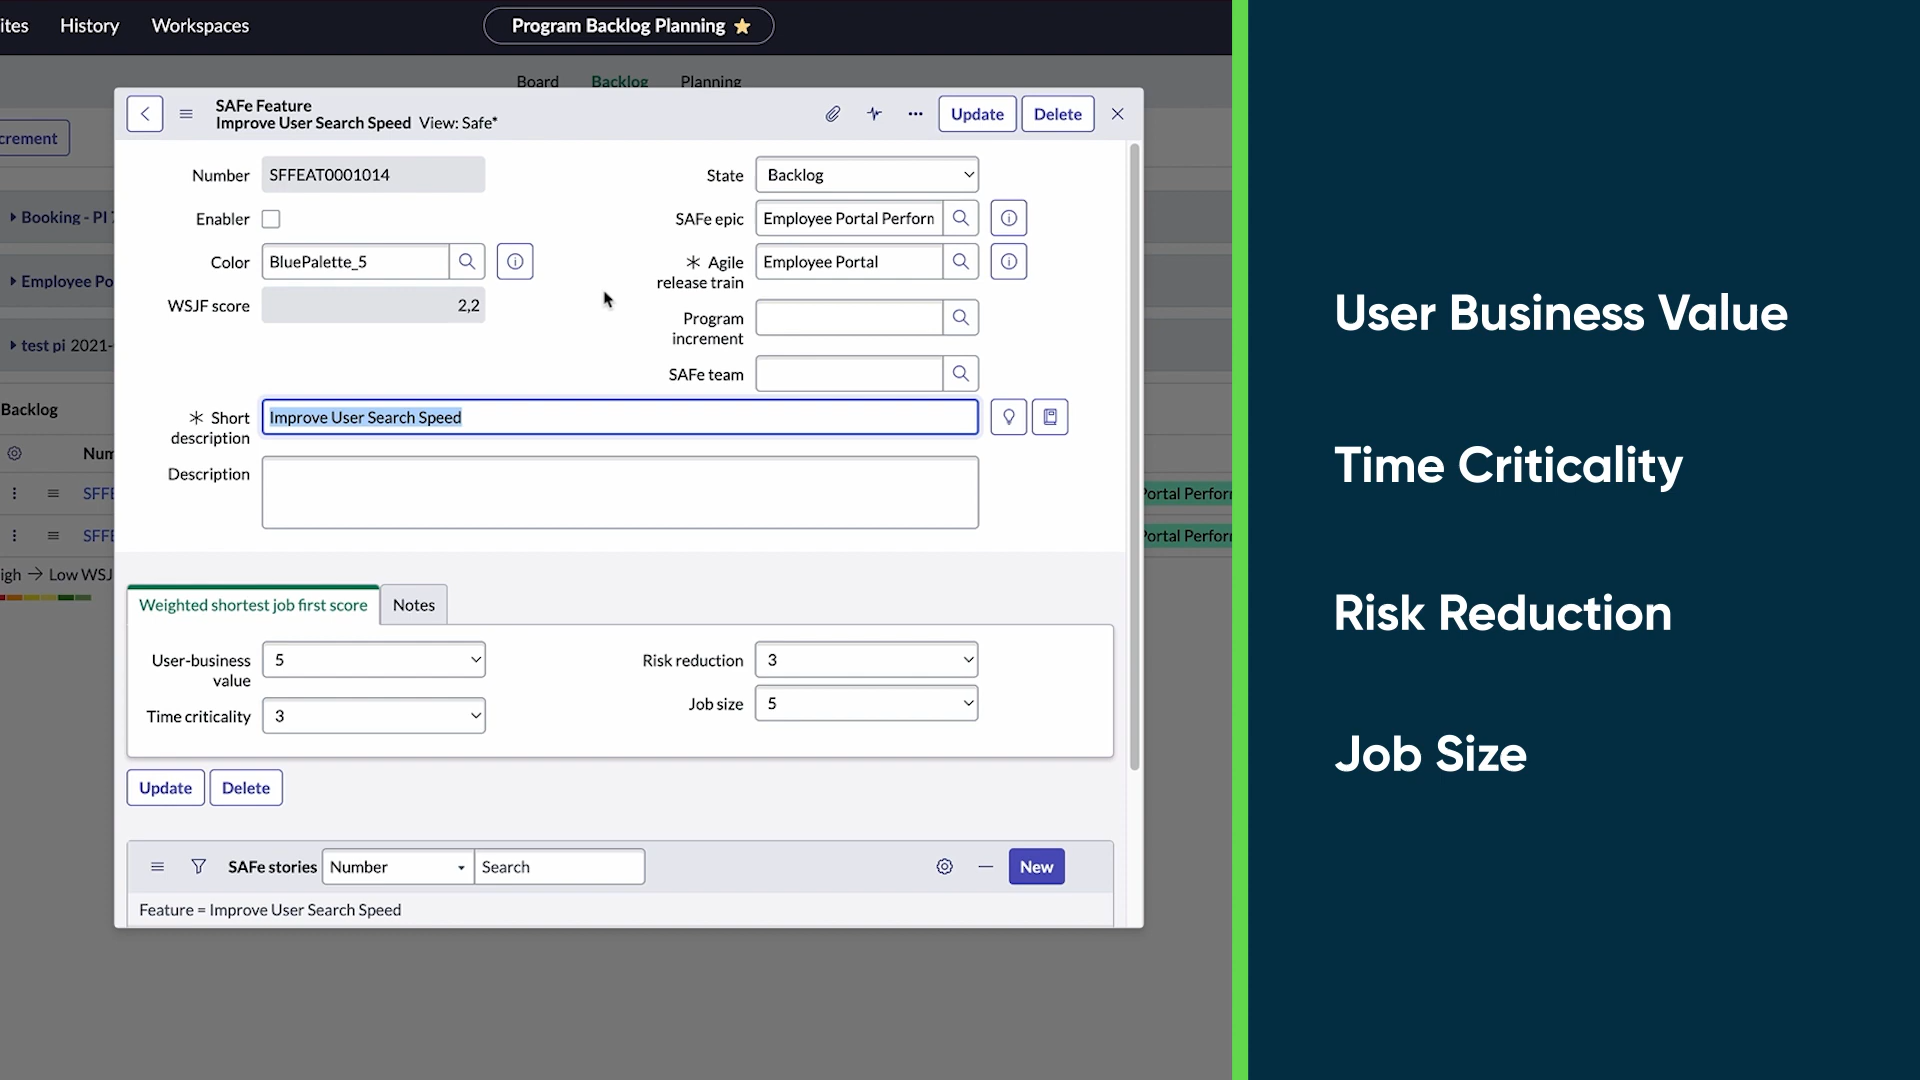 ites History Workspaces
Program Backlog Planning
Board Backlog Planning
SAFe Feature
Improve User Search Speed View: Safe*
Update Delete
crement
Number SFFEAT0001014
State Backlog
Enabler
SAFe epic Employee Portal Perforn
Color BluePalette_5
Agile release train Employee Portal
WSJF score 2,2
Program increment
SAFe team
Short description Improve User Search Speed
Description
Booking - PI
Employee Po
test pi 2021-
Backlog
Num
SFFE
SFFE
igh → Low WSJ
Portal Perforn
Portal Perforn
Weighted shortest job first score Notes
User-business value 5
Risk reduction 3
Time criticality 3
Job size 5
Update Delete
SAFe stories Number Search New
Feature = Improve User Search Speed
User Business Value
Time Criticality
Risk Reduction
Job Size